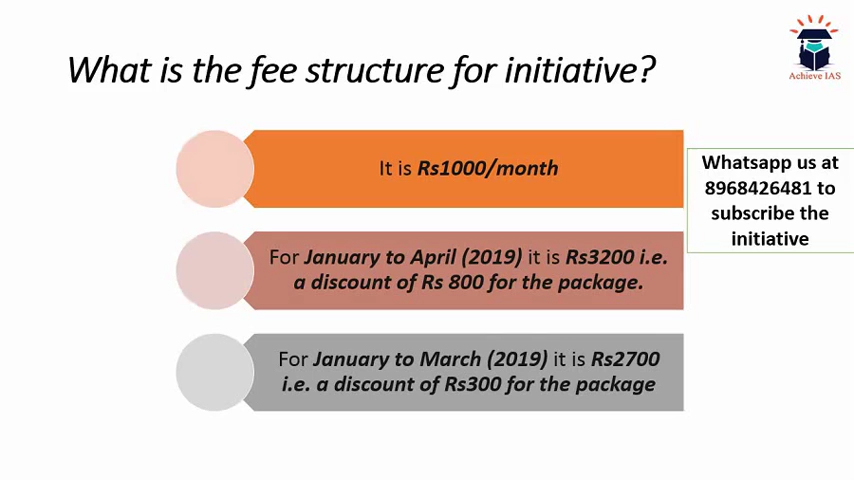 What is the fee structure for initiative?
Achieve IAS
It is Rs1000/month
Whatsapp us at
8968426481 to
subscribe the
initiative
For January to April (2019) it is Rs3200 i.e.
a discount of Rs 800 for the package.
For January to March (2019) it is Rs2700
i.e. a discount of Rs300 for the package